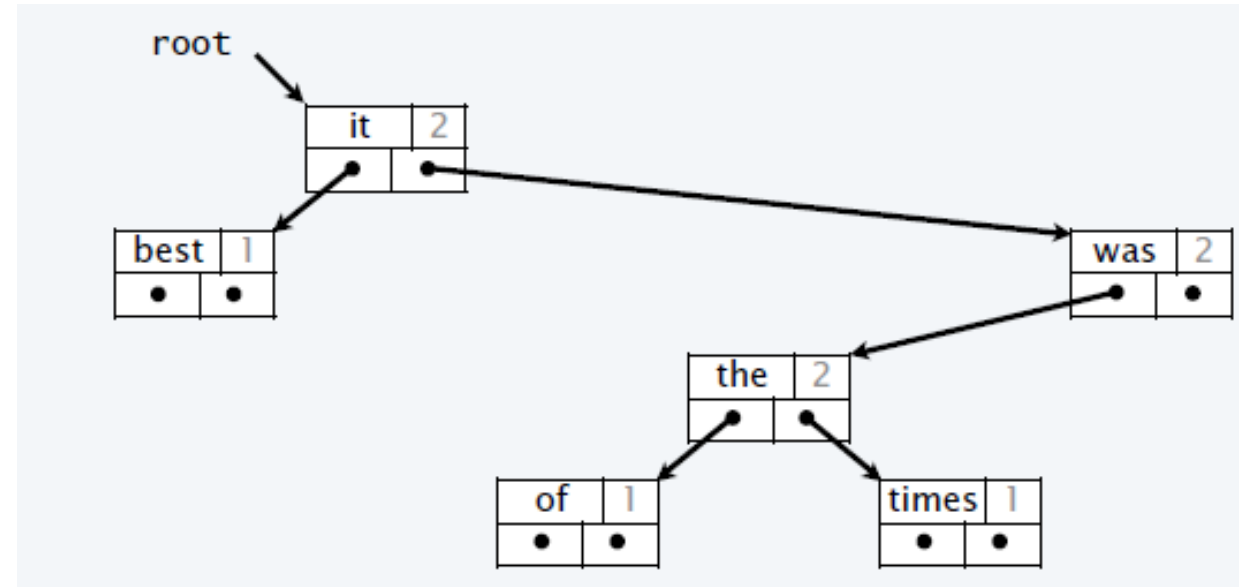 root
it 2
best 1
was 2
the 2
of 1
times 1